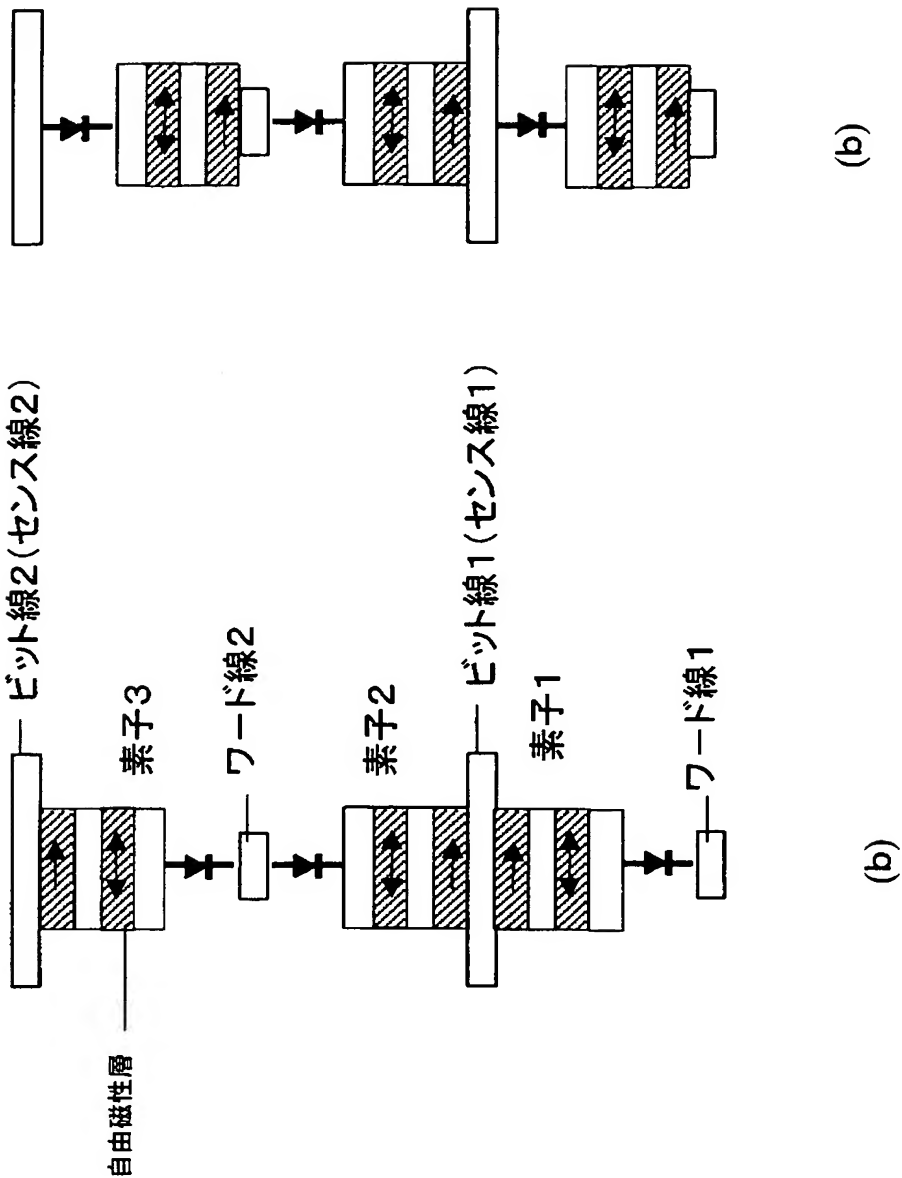 ビット線2(センス線2)
素子3
自由磁性層
ワード線2
素子2
ビット線1(センス線1)
素子1
ワード線1
(b)
(b)